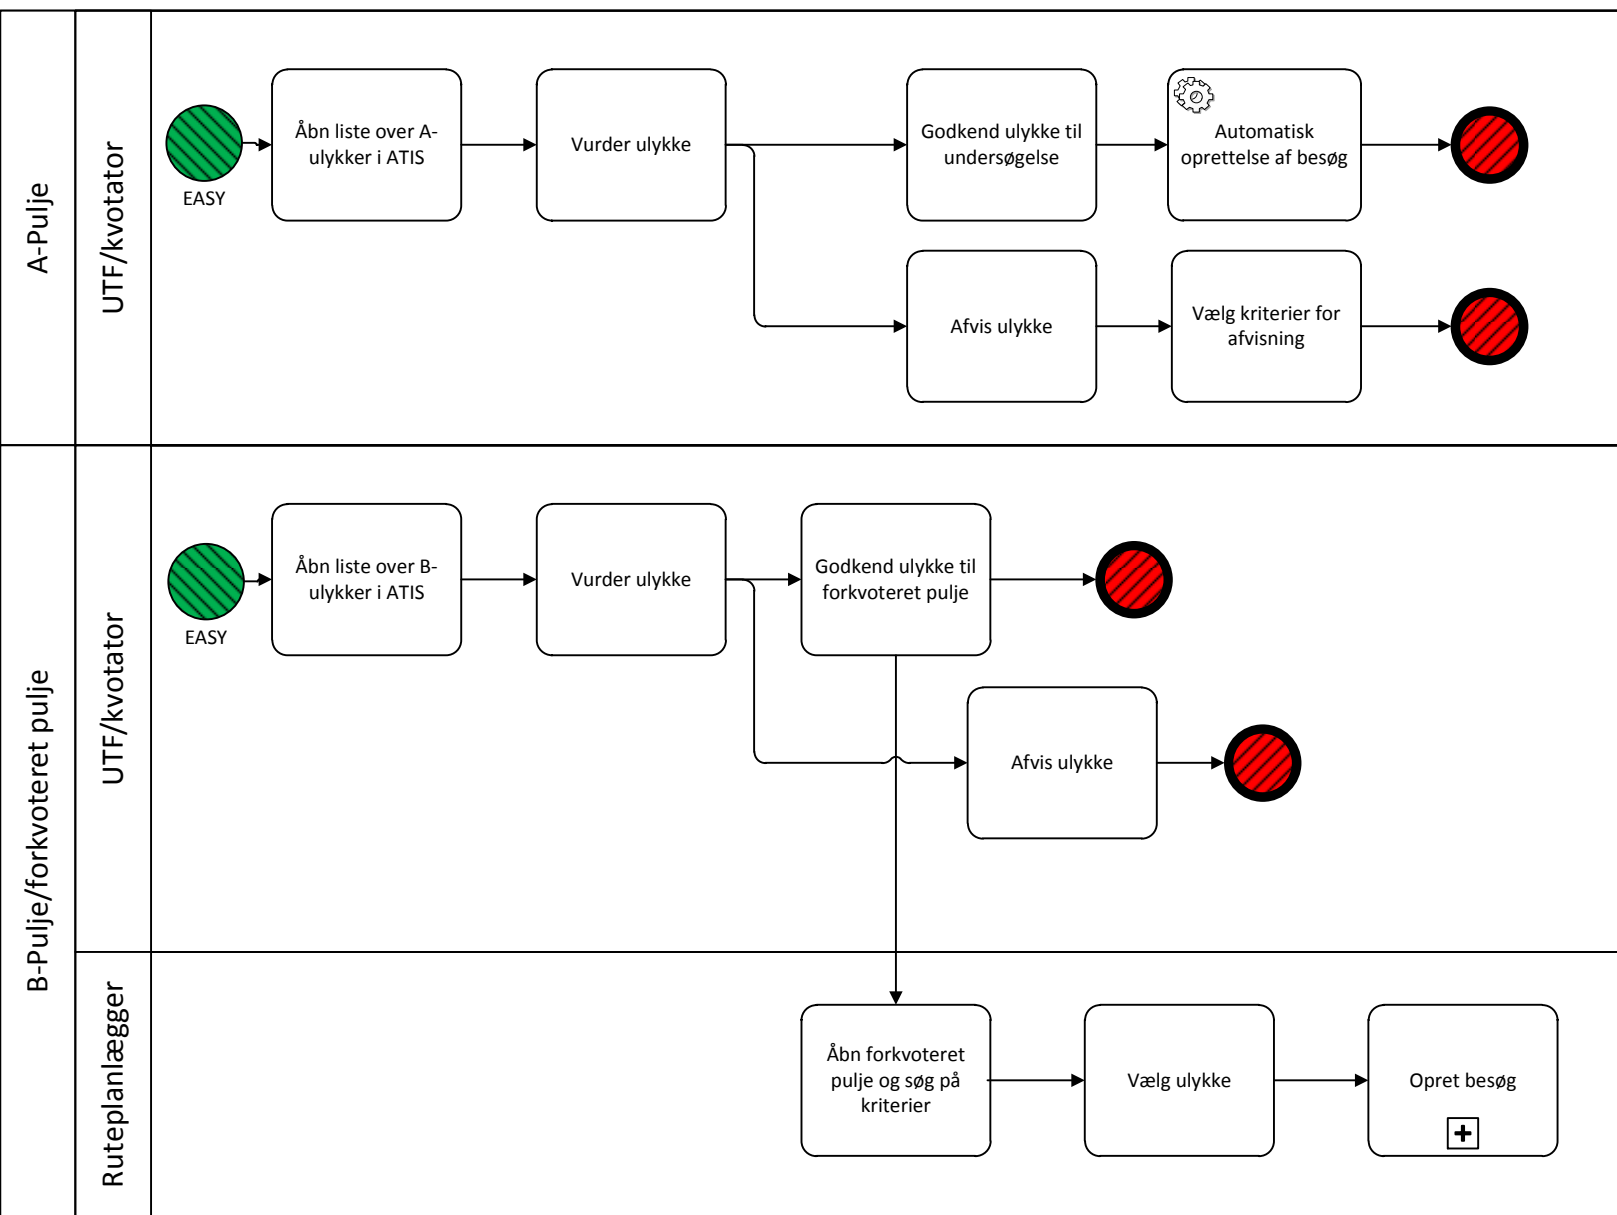 A-Pulje
UTF/kvotator
EASY
Åbn liste over A-
ulykker i ATIS
Vurder ulykke
Godkend ulykke til
undersøgelse
Automatisk
oprettelse af besøg
Afvis ulykke
Vælg kriterier for
afvisning
B-Pulje/forkvoteret pulje
UTF/kvotator
EASY
Åbn liste over B-
ulykker i ATIS
Vurder ulykke
Godkend ulykke til
forkvoteret pulje
Afvis ulykke
Ruteplanlægger
Åbn forkvoteret
pulje og søg på
kriterier
Vælg ulykke
Opret besøg